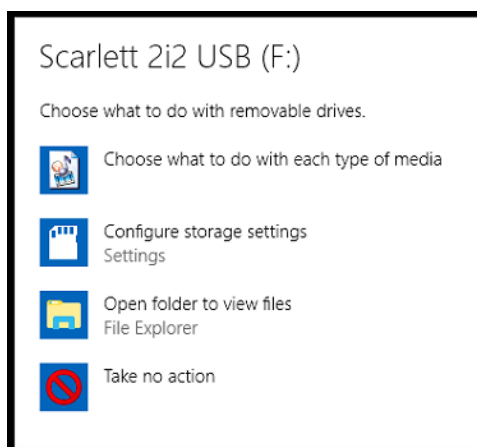 Scarlett 2i2 USB (F:)
Choose what to do with removable drives.
Choose what to do with each type of media
Configure storage settings
Settings
Open folder to view files
File Explorer
Take no action